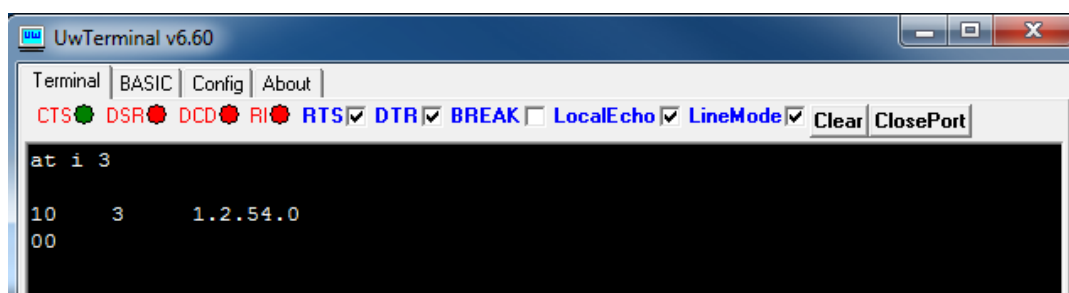 UwTerminal v6.60
Terminal BASIC Config About
CTS DSR DCD RI RTS DTR BREAK LocalEcho LineMode Clear ClosePort
at i 3
10 3 1.2.54.0
00